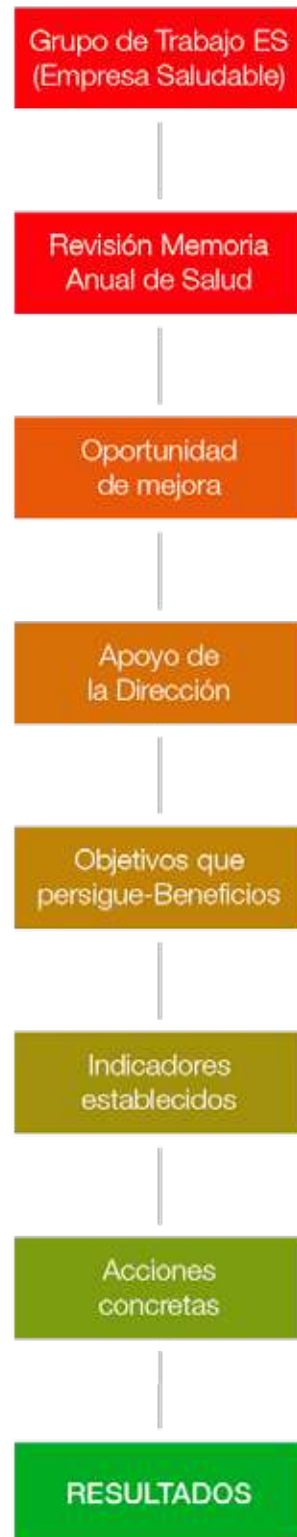 Grupo de Trabajo ES
(Empresa Saludable)
Revisión Memoria
Anual de Salud
Oportunidad
de mejora
Apoyo de
la Dirección
Objetivos que
persigue-Beneficios
Indicadores
establecidos
Acciones
concretas
RESULTADOS